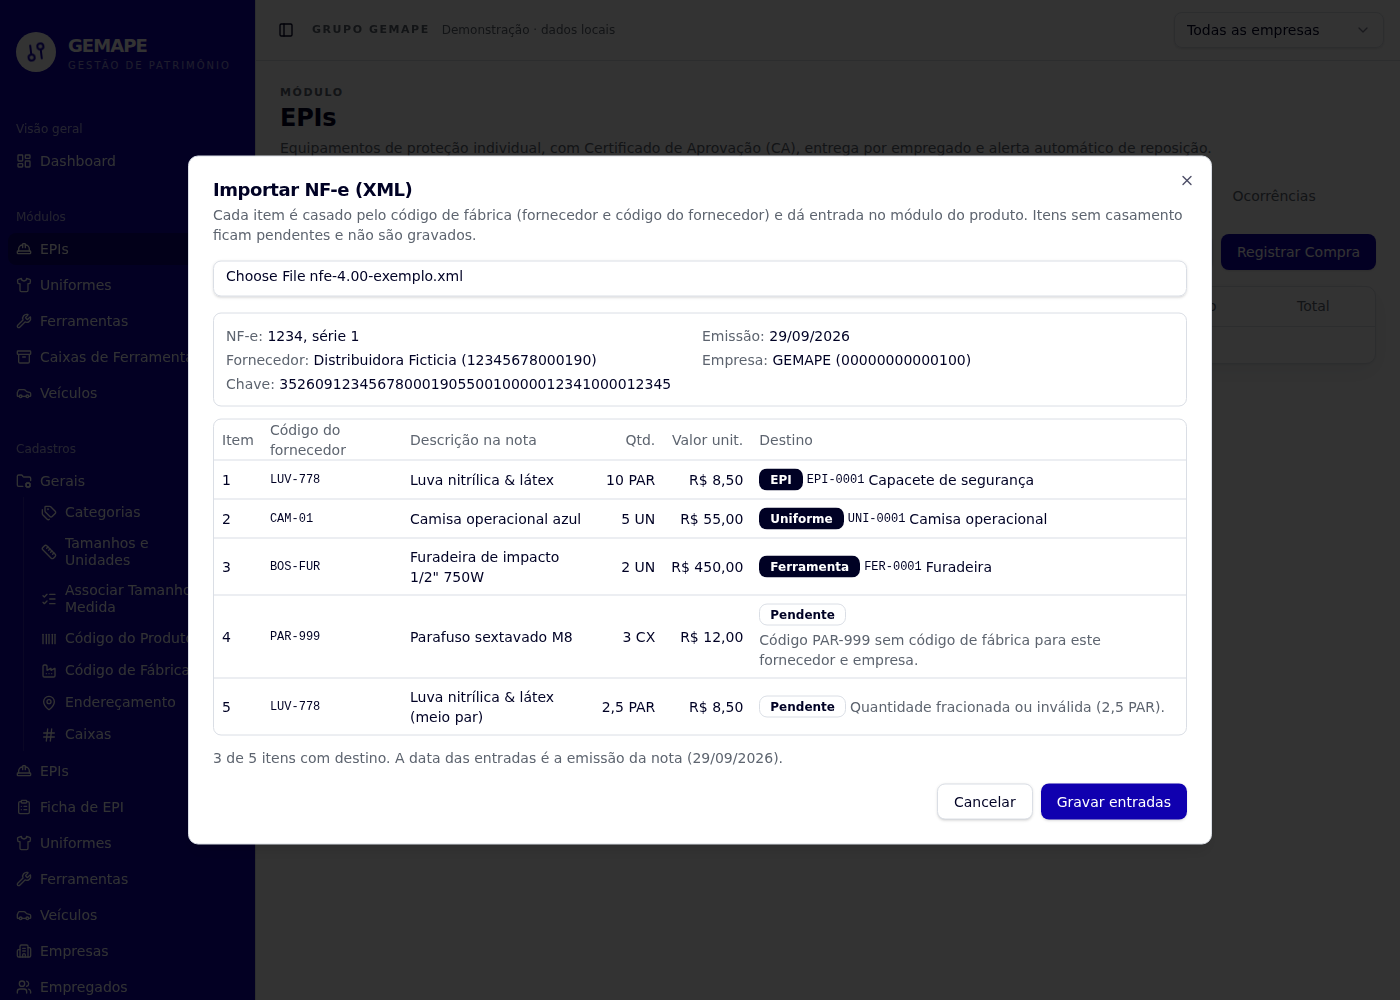 GEMAPE
GESTÃO DE PATRIMÔNIO
Visão geral
Dashboard
Módulos
EPIs
Uniformes
Ferramentas
Caixas de Ferramenta
Veículos
Cadastros
Gerais
Categorias
Tamanhos e
Unidades
Associar Tamanho
Medida
Código do Produto
Código de Fábrica
Endereçamento
Caixas
EPIs
Ficha de EPI
Uniformes
Ferramentas
Veículos
Empresas
Empregados
GRUPO GEMAPE Demonstração · dados locais
Todas as empresas
MÓDULO
EPIs
Equipamentos de proteção individual, com Certificado de Aprovação (CA), entrega por empregado e alerta automático de reposição.
Ocorrências
Registrar Compra
Total
Importar NF-e (XML)
Cada item é casado pelo código de fábrica (fornecedor e código do fornecedor) e dá entrada no módulo do produto. Itens sem casamento
ficam pendentes e não são gravados.
Choose File nfe-4.00-exemplo.xml
NF-e: 1234, série 1 Emissão: 29/09/2026
Fornecedor: Distribuidora Ficticia (12345678000190) Empresa: GEMAPE (00000000000100)
Chave: 35260912345678000190550010000012341000012345
Item Código do fornecedor Descrição na nota Qtd. Valor unit. Destino
1 LUV-778 Luva nitrílica & látex 10 PAR R$ 8,50 EPI EPI-0001 Capacete de segurança
2 CAM-01 Camisa operacional azul 5 UN R$ 55,00 Uniforme UNI-0001 Camisa operacional
3 BOS-FUR Furadeira de impacto 1/2" 750W 2 UN R$ 450,00 Ferramenta FER-0001 Furadeira
4 PAR-999 Parafuso sextavado M8 3 CX R$ 12,00 Pendente
Código PAR-999 sem código de fábrica para este
fornecedor e empresa.
5 LUV-778 Luva nitrílica & látex (meio par) 2,5 PAR R$ 8,50 Pendente Quantidade fracionada ou inválida (2,5 PAR).
3 de 5 itens com destino. A data das entradas é a emissão da nota (29/09/2026).
Cancelar
Gravar entradas